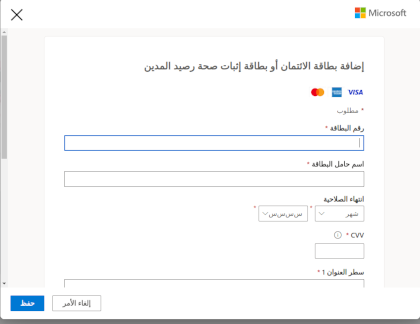 Microsoft
إضافة بطاقة الائتمان أو بطاقة إثبات صحة رصيد المدين
VISA
* مطلوب
رقم البطاقة *
اسم حامل البطاقة *
انتهاء الصلاحية
شهر * سسسس *
CVV *
سطر العنوان 1 *
حفظ إلغاء الأمر